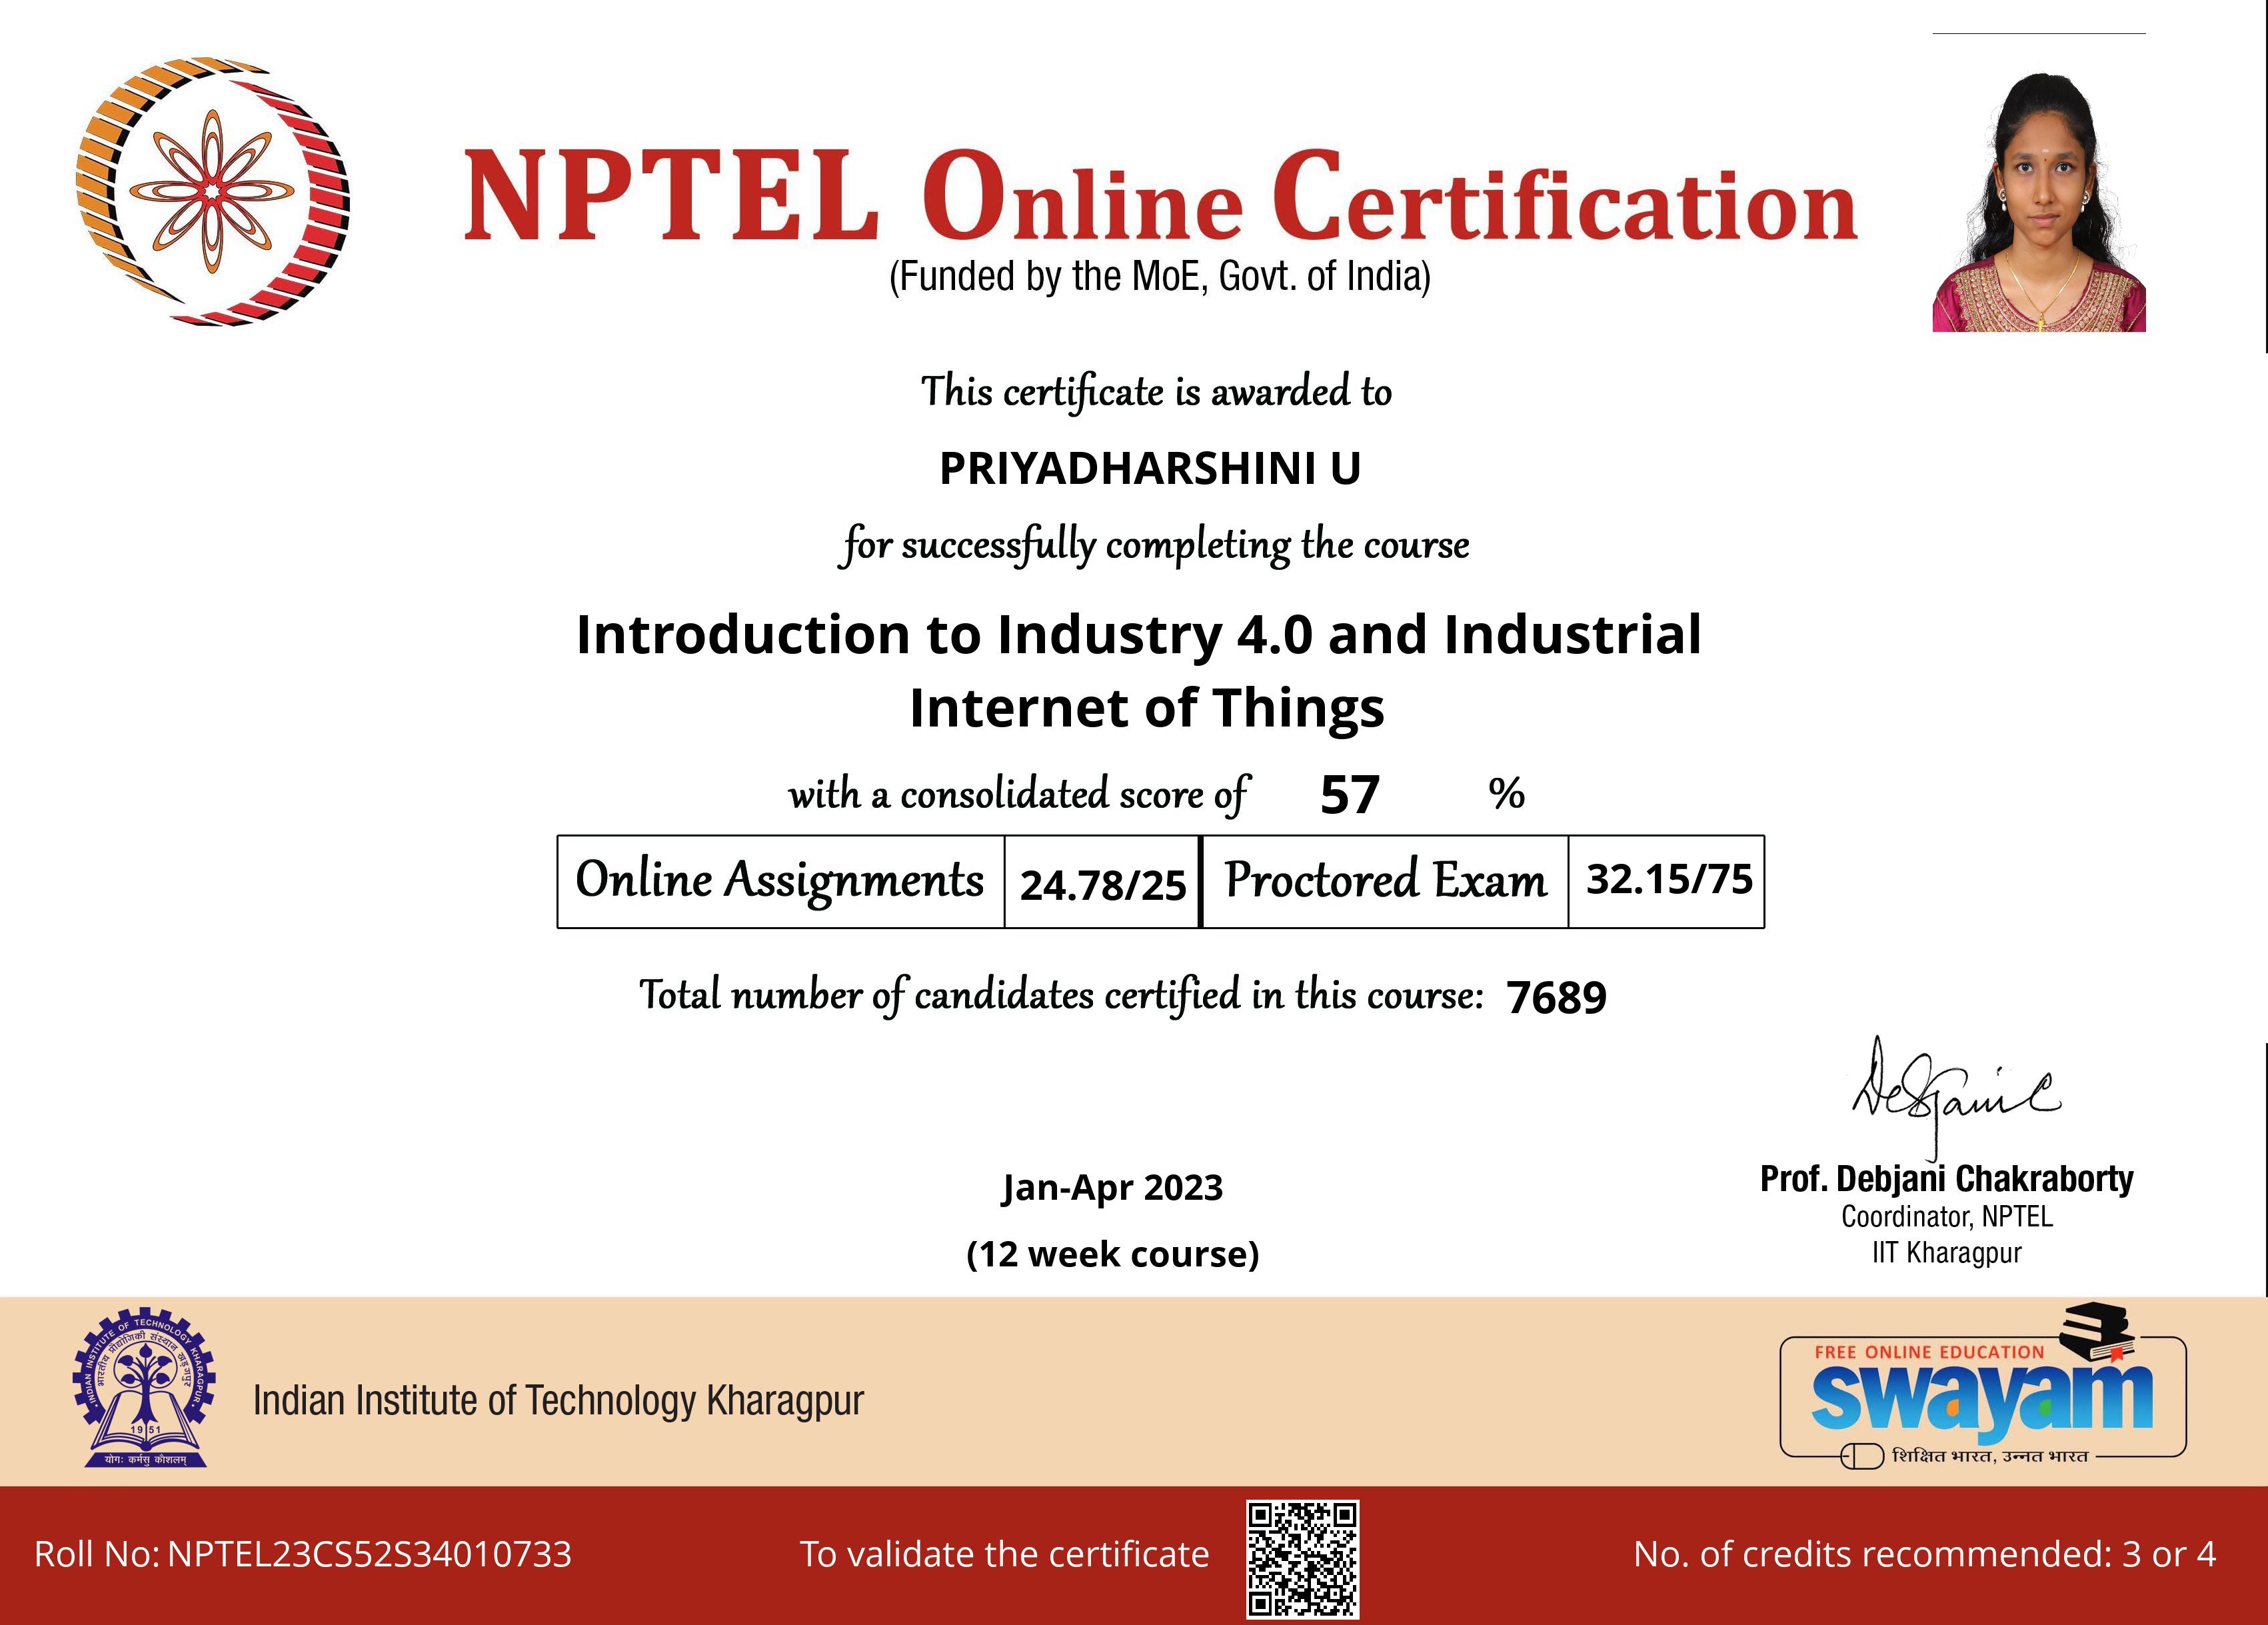 NPTEL Online Certification
(Funded by the MoE, Govt. of India)
This certificate is awarded to
PRIYADHARSHINI U
for successfully completing the course
Introduction to Industry 4.0 and Industrial
Internet of Things
with a consolidated score of 57 %
Online Assignments 24.78/25 Proctored Exam 32.15/75
Total number of candidates certified in this course: 7689
Debjani C
Jan-Apr 2023
(12 week course)
Prof. Debjani Chakraborty
Coordinator, NPTEL
IIT Kharagpur
INDIAN INSTITUTE OF TECHNOLOGY KHARAGPUR
भारतीय प्रौद्योगिकी संस्थान खड़गपुर
1951
योगः कर्मसु कौशलम्
Indian Institute of Technology Kharagpur
FREE ONLINE EDUCATION
swayam
शिक्षित भारत, उन्नत भारत
Roll No: NPTEL23CS52S34010733
To validate the certificate
No. of credits recommended: 3 or 4